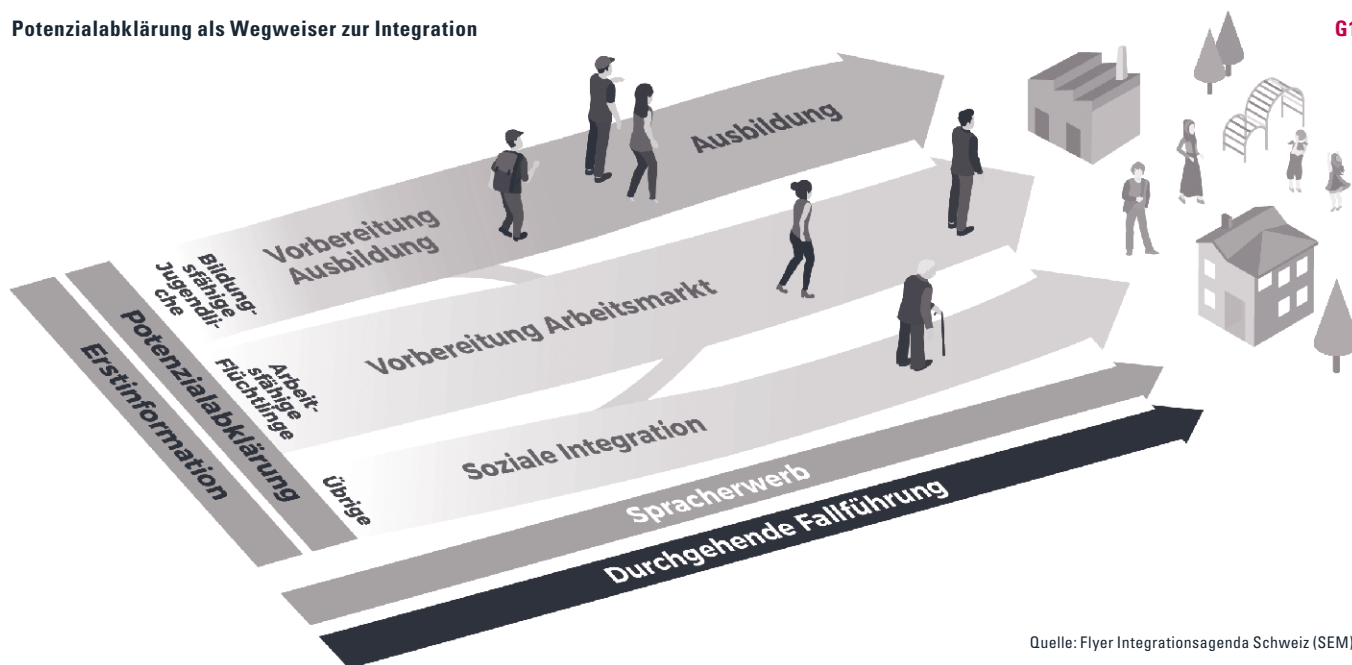 Potenzialabklärung als Wegweiser zur Integration
G1
Ausbildung
Vorbereitung
Ausbildung
Bildung-
sfähige
Jugendli-
che
Vorbereitung Arbeitsmarkt
Arbeit-
sfähige
Flüchtlinge
Potenzialabklärung
Erstinformation
Soziale Integration
Übrige
Spracherwerb
Durchgehende Fallführung
Quelle: Flyer Integrationsagenda Schweiz (SEM)